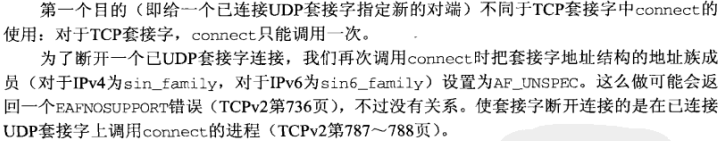 第一个目的（即给一个已连接UDP套接字指定新的对端）不同于TCP套接字中connect的
使用：对于TCP套接字，connect只能调用一次。
为了断开一个已UDP套接字连接，我们再次调用connect时把套接字地址结构的地址族成
员（对于IPv4为sin_family，对于IPv6为sin6_family）设置为AF_UNSPEC。这么做可能会返
回一个EAFNOSUPPORT错误（TCPv2第736页），不过没有关系。使套接字断开连接的是在已连接
UDP套接字上调用connect的进程（TCPv2第787～788页）。